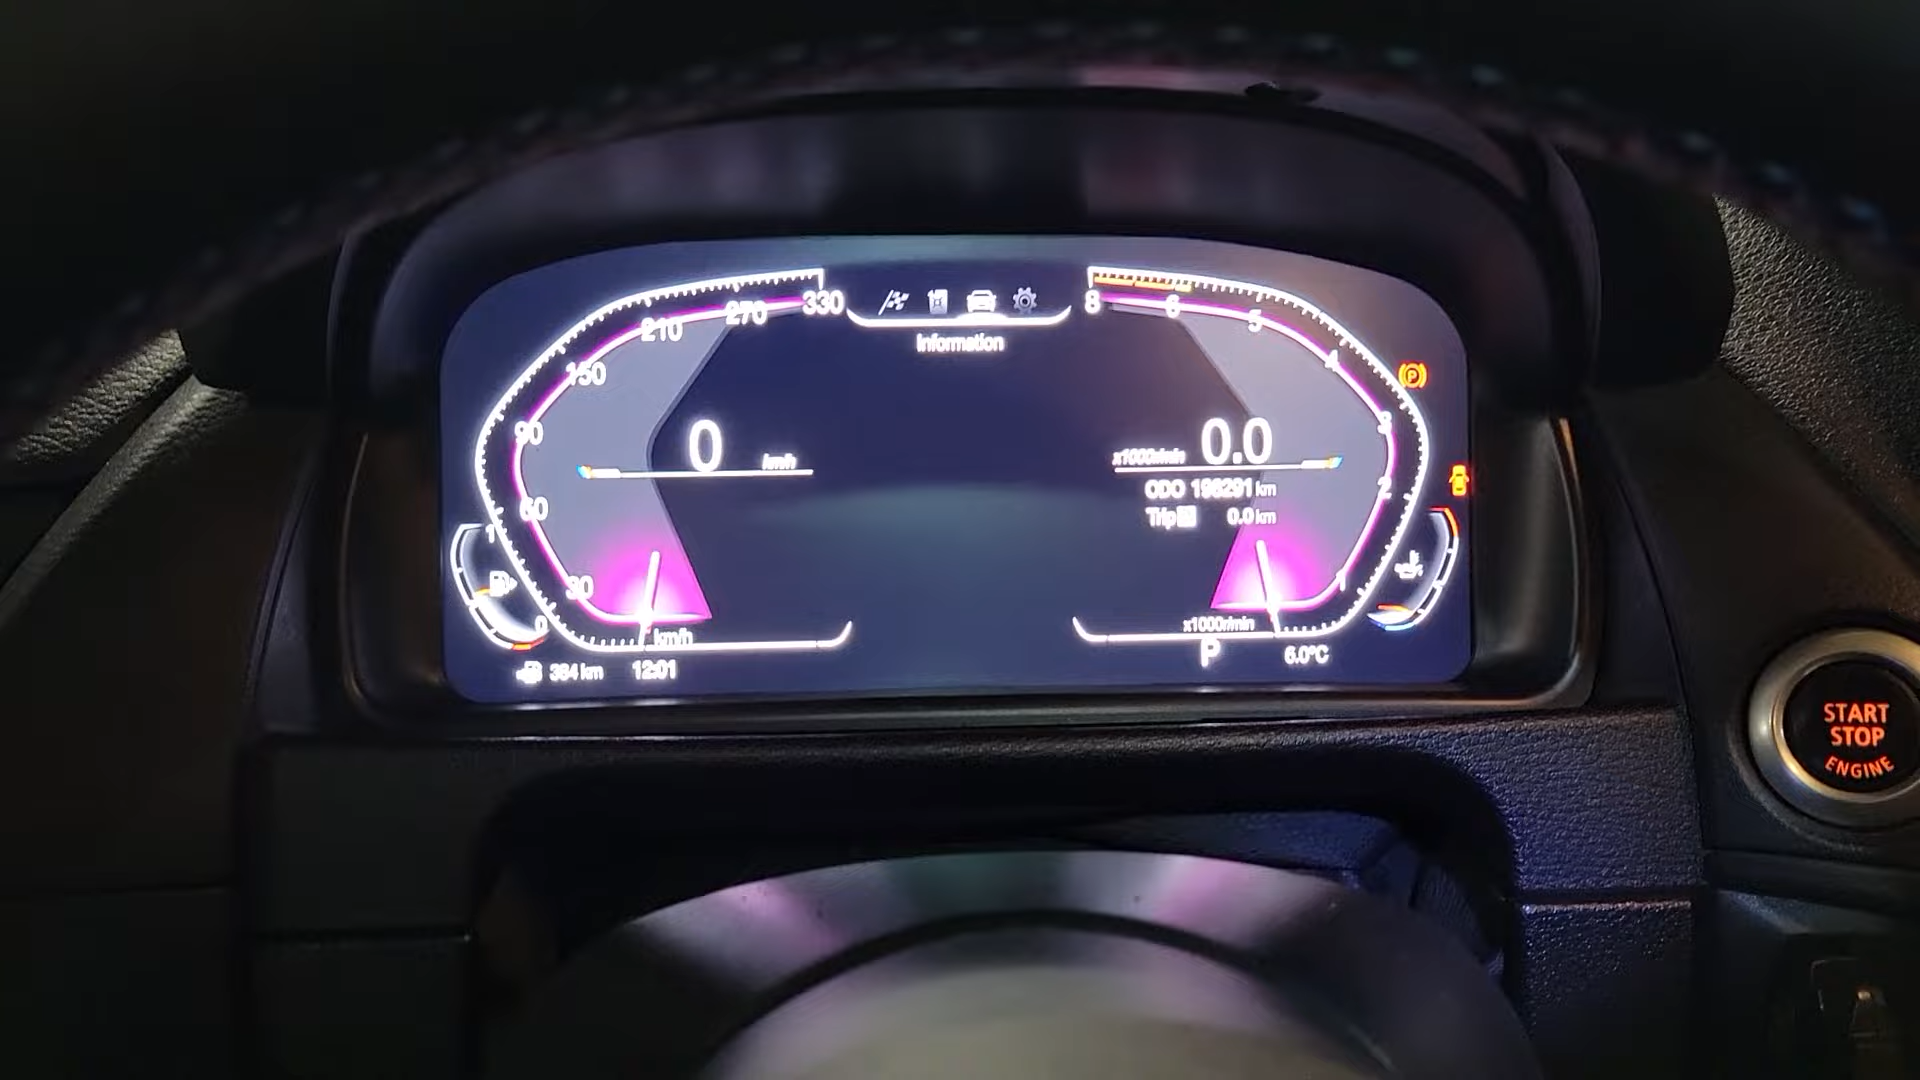 330
270
210
150
90
60
30
km/h
0 km/h
1
0
384 km
12:01
Information
8
6
5
4
3
2
1
x1000r/min 0.0
ODO 196291 km
Trip 0.0 km
x1000r/min
P
6.0°C
P
START
STOP
ENGINE